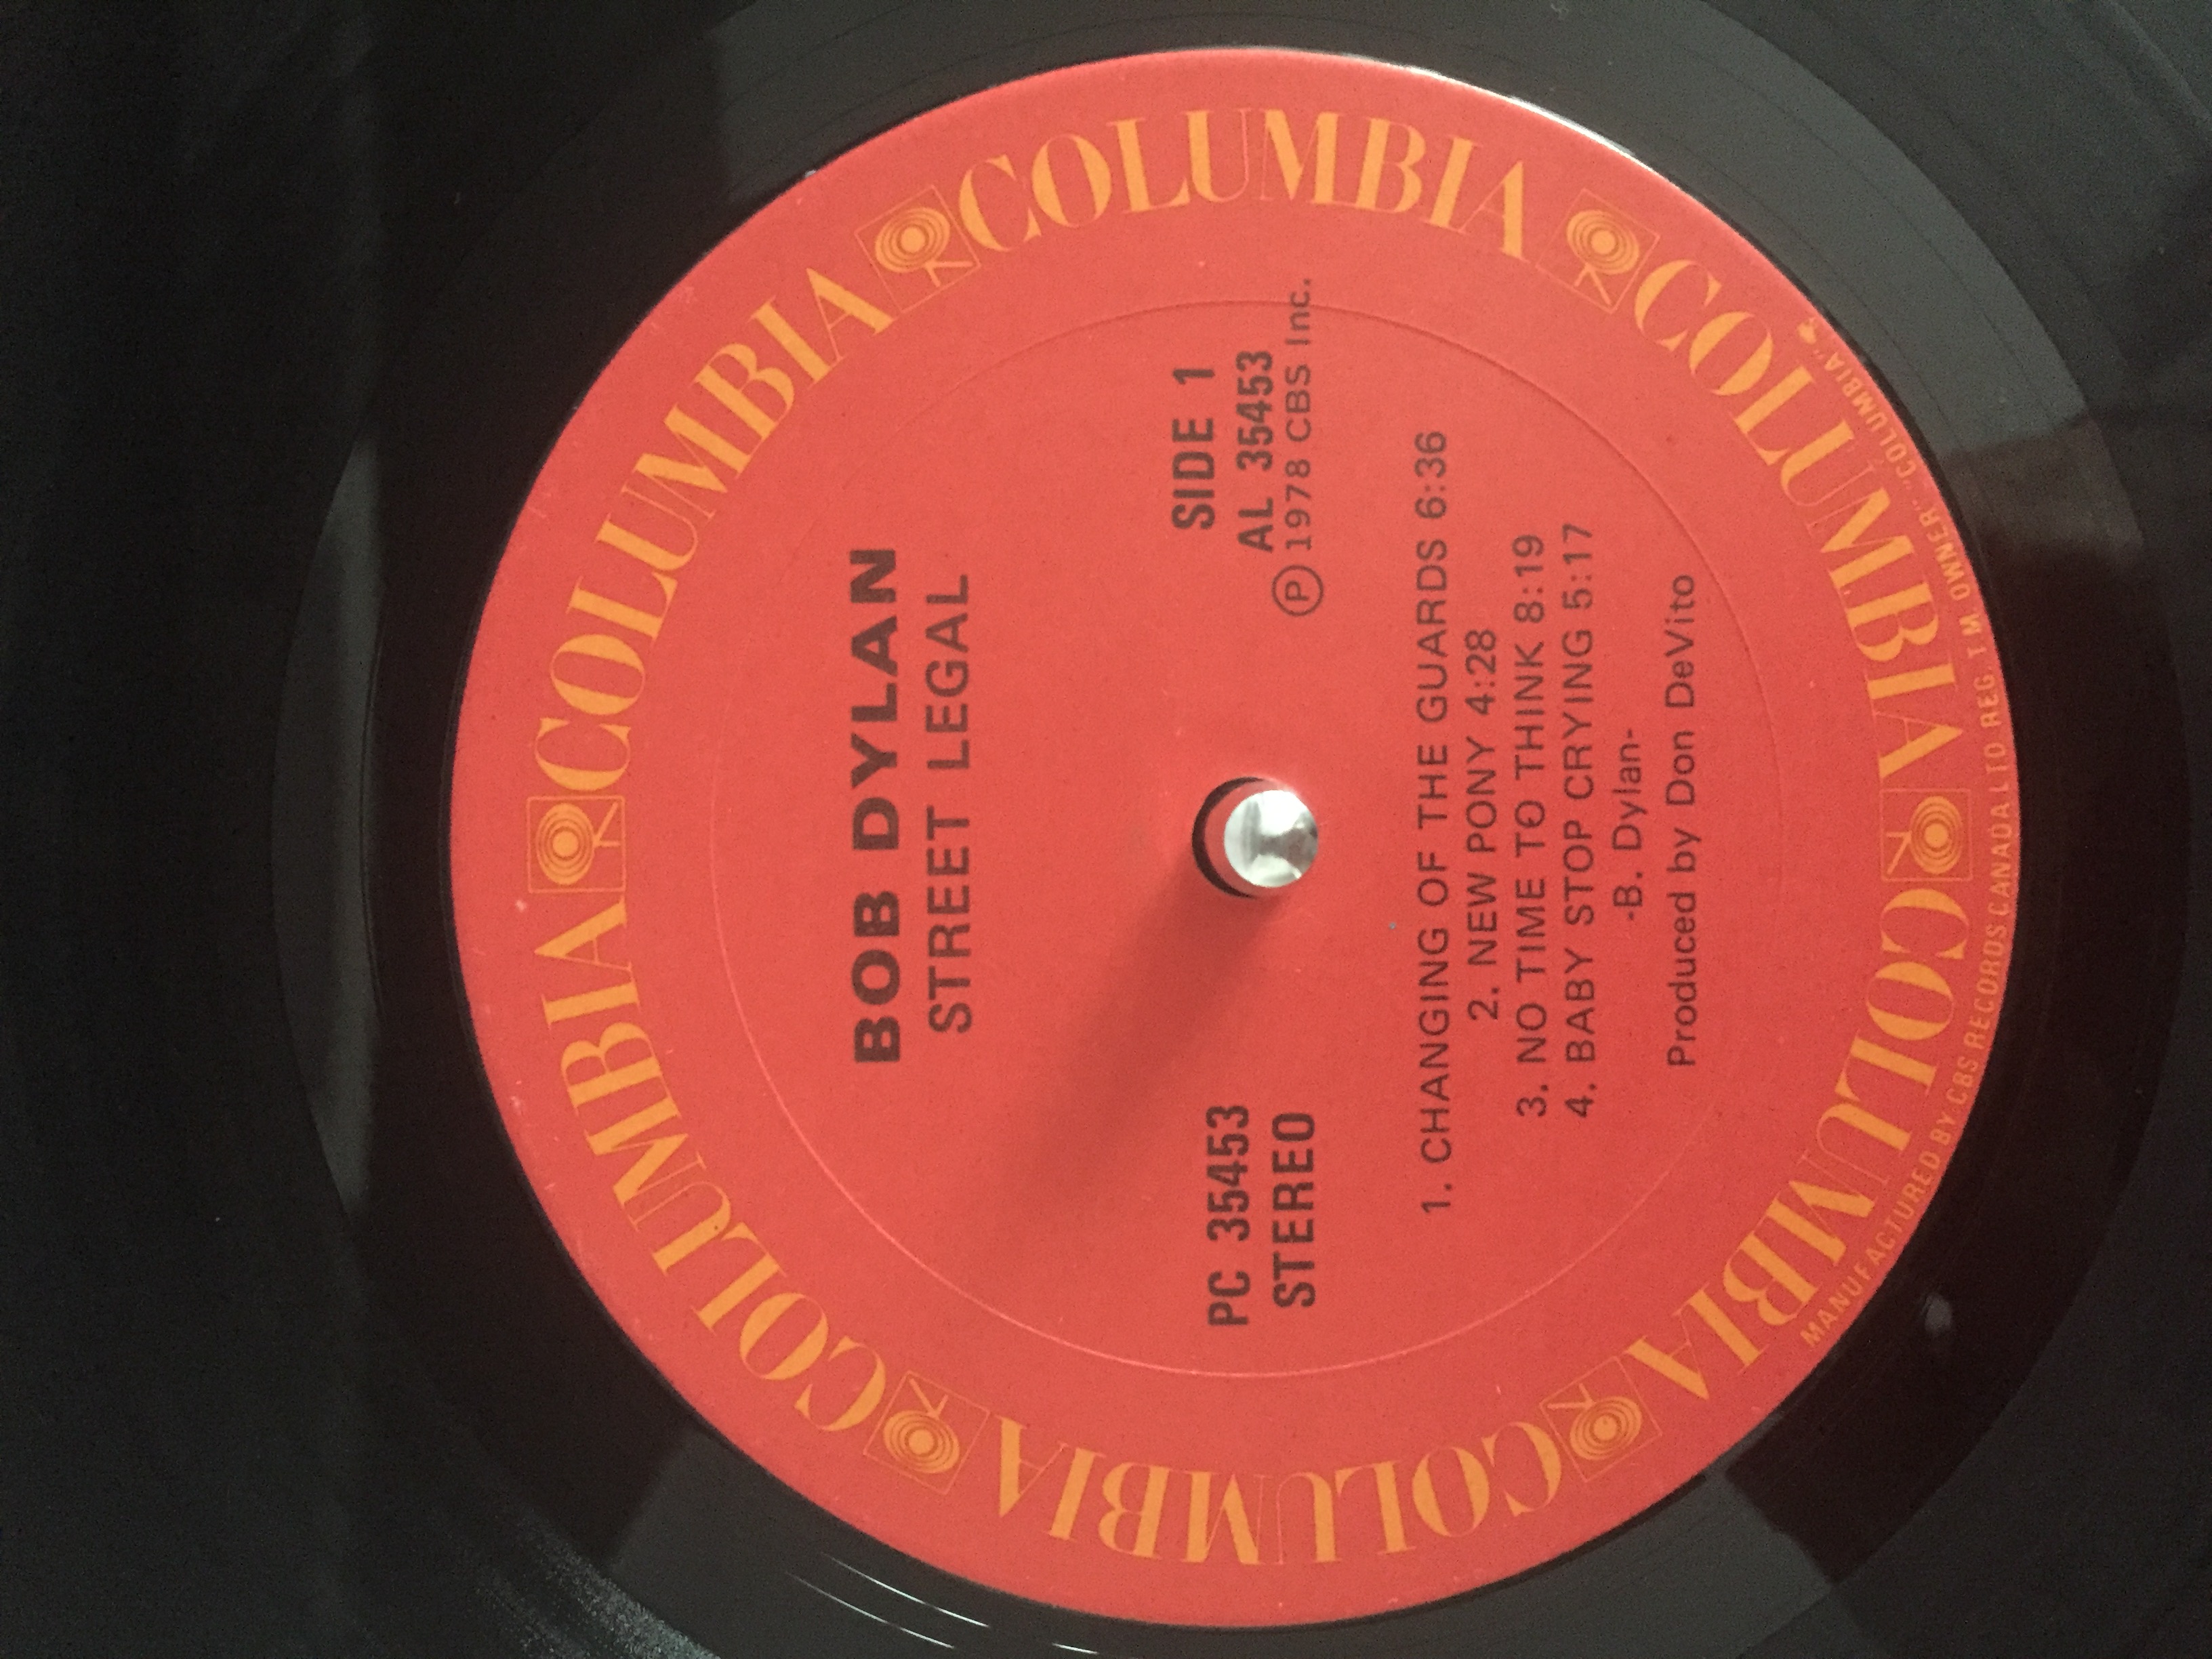 COLUMBIA COLUMBIA COLUMBIA COLUMBIA COLUMBIA COLUMBIA
BOB DYLAN
STREET LEGAL
PC 35453
STEREO
SIDE 1
AL 35453
Ⓟ 1978 CBS Inc.
1. CHANGING OF THE GUARDS 6:36
2. NEW PONY 4:28
3. NO TIME TO THINK 8:19
4. BABY STOP CRYING 5:17
-B. Dylan-
Produced by Don DeVito
MANUFACTURED BY CBS RECORDS CANADA LTD REG. T.M. OWNER" "COLUMBIA"